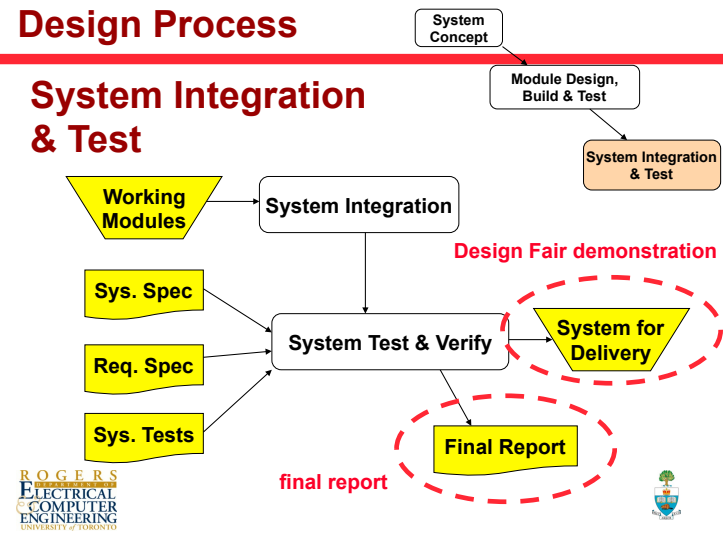 Design Process
System
Concept
Module Design,
Build & Test
System Integration
& Test
System Integration
& Test
Working
Modules
System Integration
Design Fair demonstration
Sys. Spec
System Test & Verify
System for
Delivery
Req. Spec
Sys. Tests
Final Report
final report
ROGERS
DEPARTMENT OF
ELECTRICAL
& COMPUTER
ENGINEERING
UNIVERSITY of TORONTO